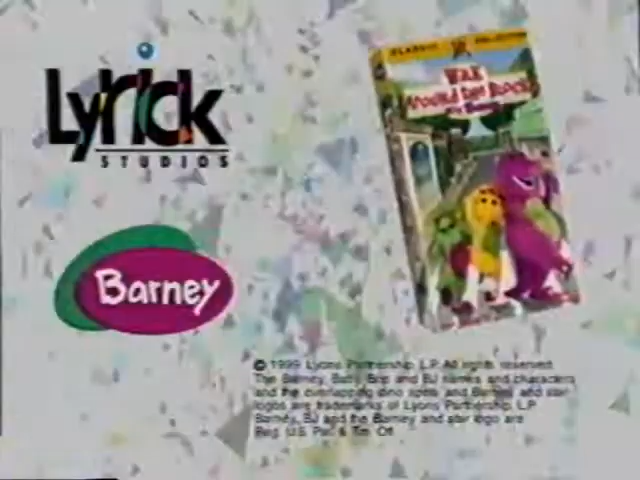 Lyrick
STUDIOS
CLASSIC COLLECTION
Walk
Around the Block
with Barney
Barney
© 1999 Lyons Partnership L.P. All rights reserved.
The Barney, Baby Bop and BJ names and characters
and the overlapping dino spots and Barney and star
logos are trademarks of Lyons Partnership, L.P.
Barney, BJ and the Barney and star logo are
Reg. U.S. Pat. & Tm. Off.